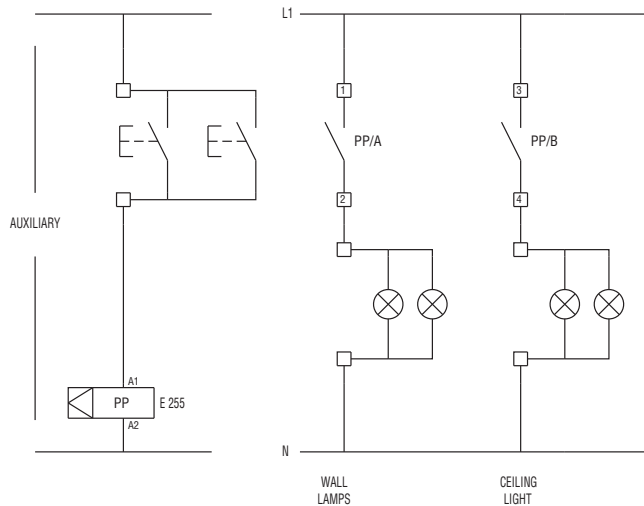 L1
1
3
PP/A
PP/B
2
4
AUXILIARY
A1
PP
E 255
A2
N
WALL
LAMPS
CEILING
LIGHT